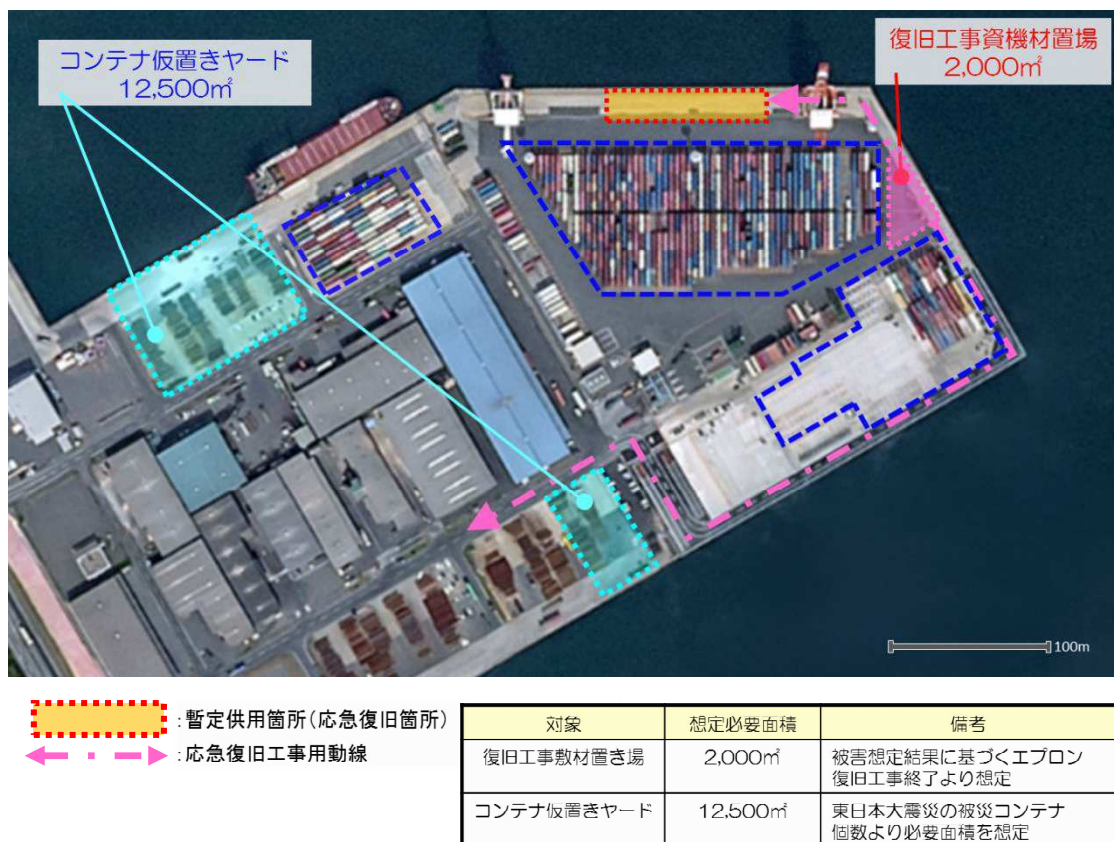 コンテナ仮置きヤード
12,500㎡
復旧工事資機材置場
2,000㎡
100m
:暫定供用箇所(応急復旧箇所)
:応急復旧工事用動線
対象 想定必要面積 備考
復旧工事敷材置き場 2,000㎡ 被害想定結果に基づくエプロン
復旧工事終了より想定
コンテナ仮置きヤード 12,500㎡ 東日本大震災の被災コンテナ
個数より必要面積を想定